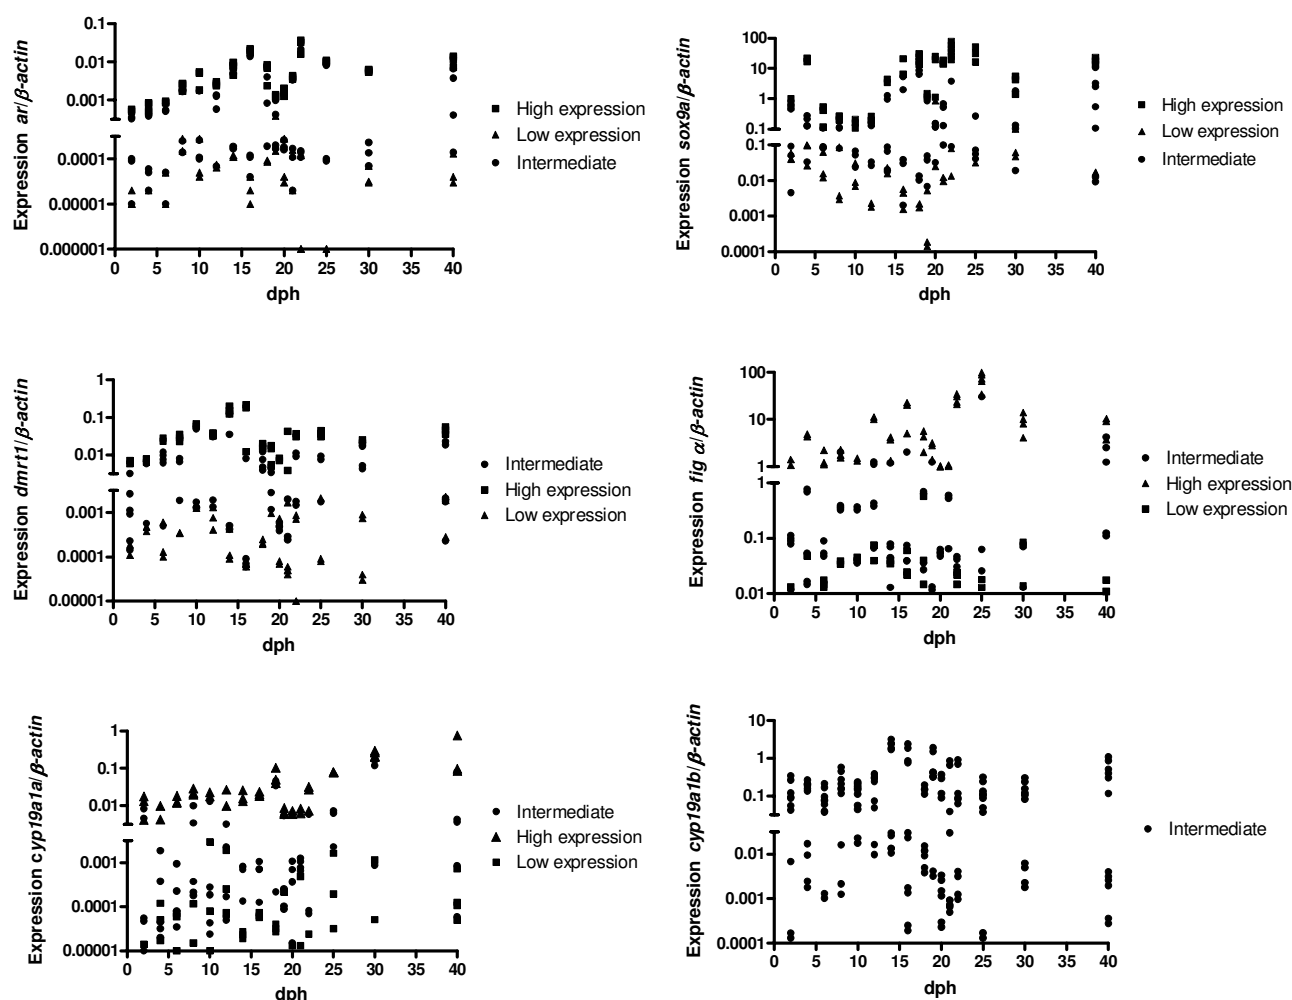 Expression ar/β-actin
0.1
0.01
0.001
0.0001
0.00001
0.000001
0 5 10 15 20 25 30 35 40
dph
High expression
Low expression
Intermediate
Expression sox9a/β-actin
100
10
1
0.1
0.1
0.01
0.001
0.0001
0 5 10 15 20 25 30 35 40
dph
High expression
Low expression
Intermediate
Expression dmrt1/β-actin
1
0.1
0.01
0.001
0.0001
0.00001
0 5 10 15 20 25 30 35 40
dph
Intermediate
High expression
Low expression
Expression fig α/β-actin
100
10
1
1
0.1
0.01
0 5 10 15 20 25 30 35 40
dph
Intermediate
High expression
Low expression
Expression cyp19a1a/β-actin
1
0.1
0.01
0.001
0.0001
0.00001
0 5 10 15 20 25 30 35 40
dph
Intermediate
High expression
Low expression
Expression cyp19a1b/β-actin
10
1
0.1
0.01
0.001
0.0001
0 5 10 15 20 25 30 35 40
dph
Intermediate